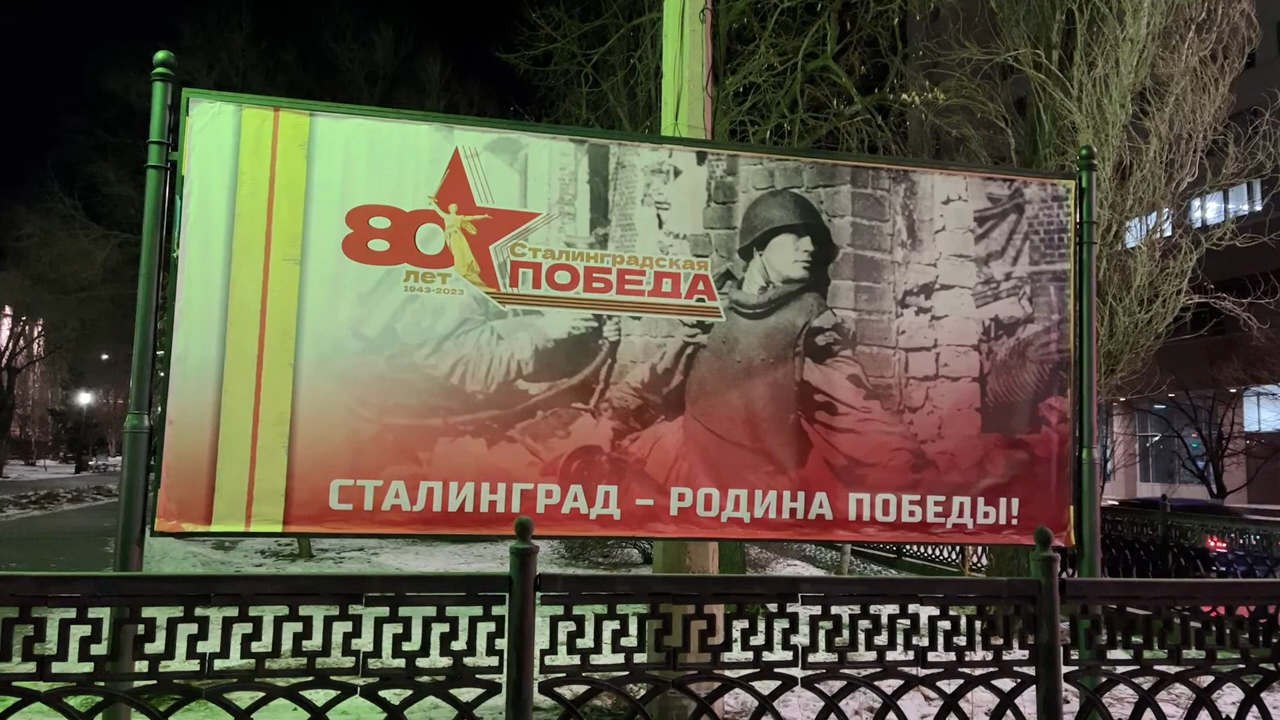 80
лет
1943-2023
Сталинградская
ПОБЕДА
СТАЛИНГРАД – РОДИНА ПОБЕДЫ!